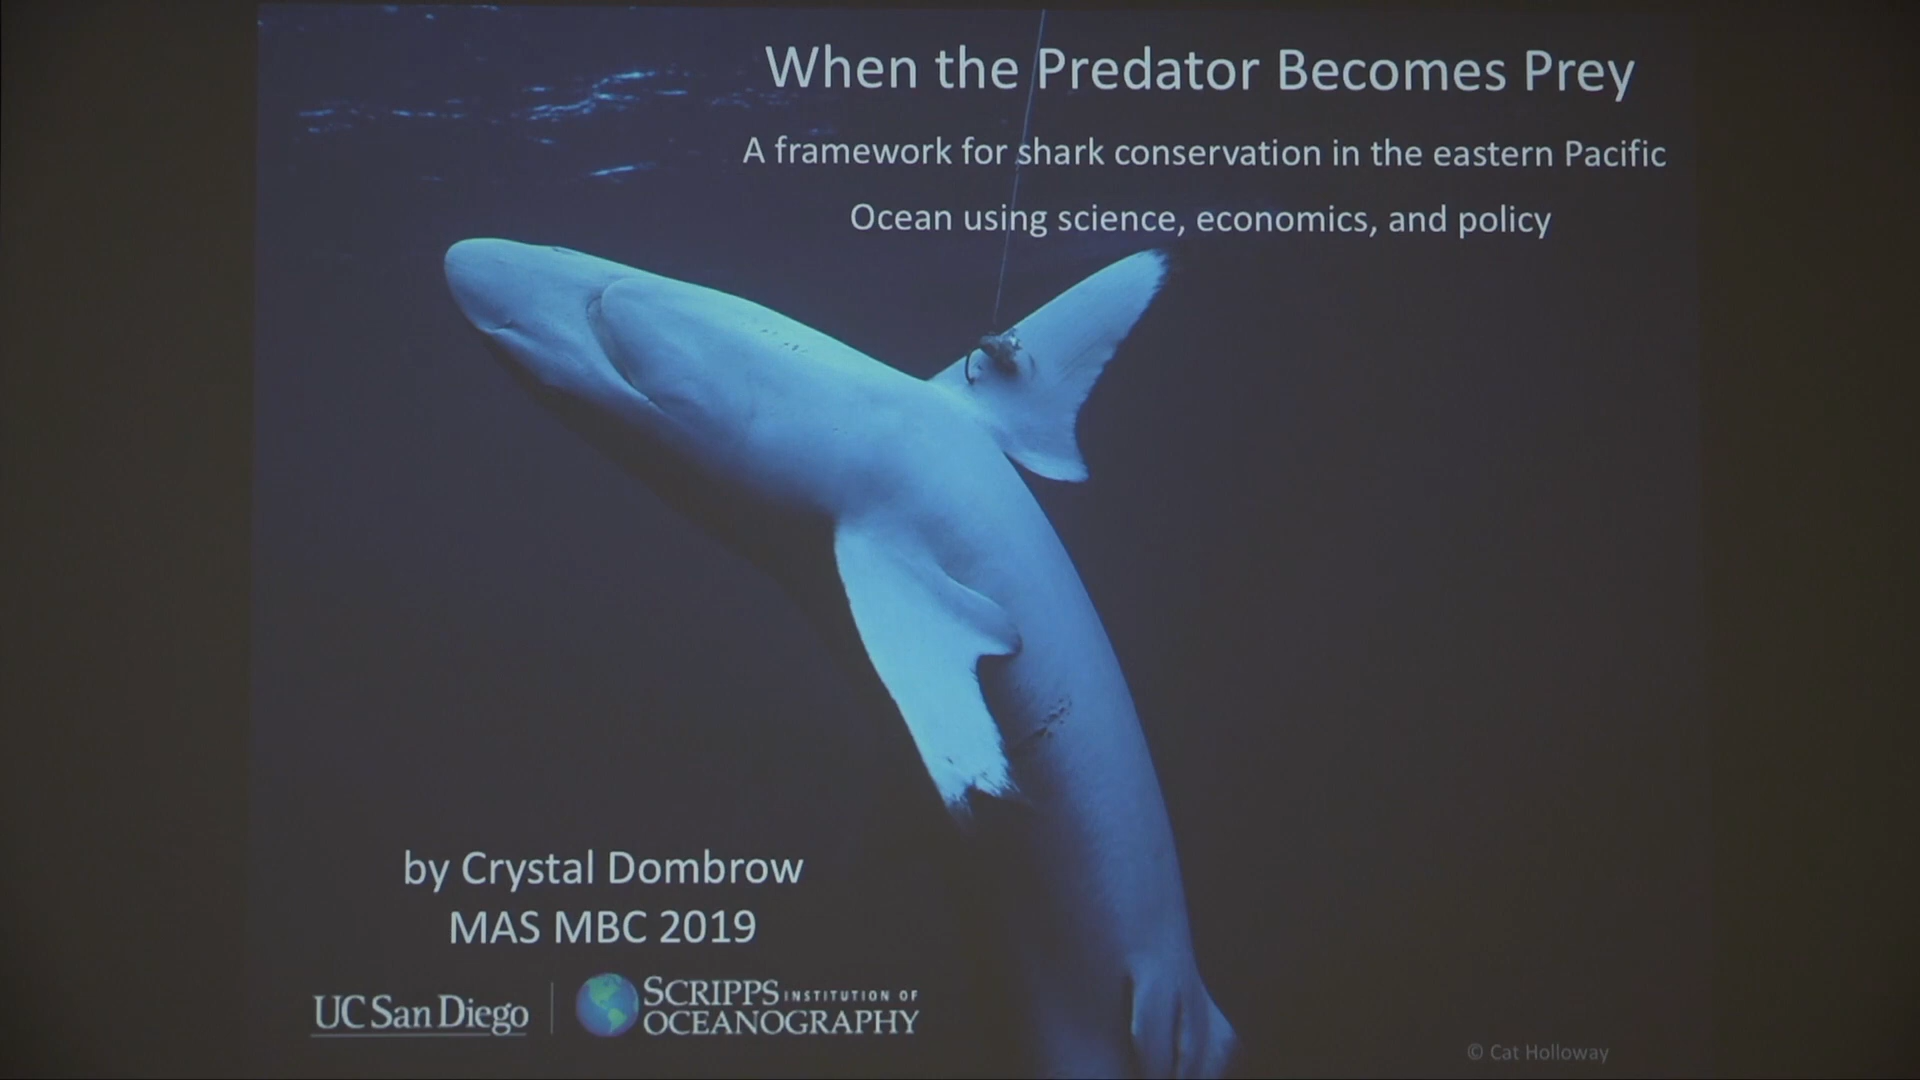 When the Predator Becomes Prey
A framework for shark conservation in the eastern Pacific
Ocean using science, economics, and policy
by Crystal Dombrow
MAS MBC 2019
UC San Diego
SCRIPPS INSTITUTION OF
OCEANOGRAPHY
© Cat Holloway